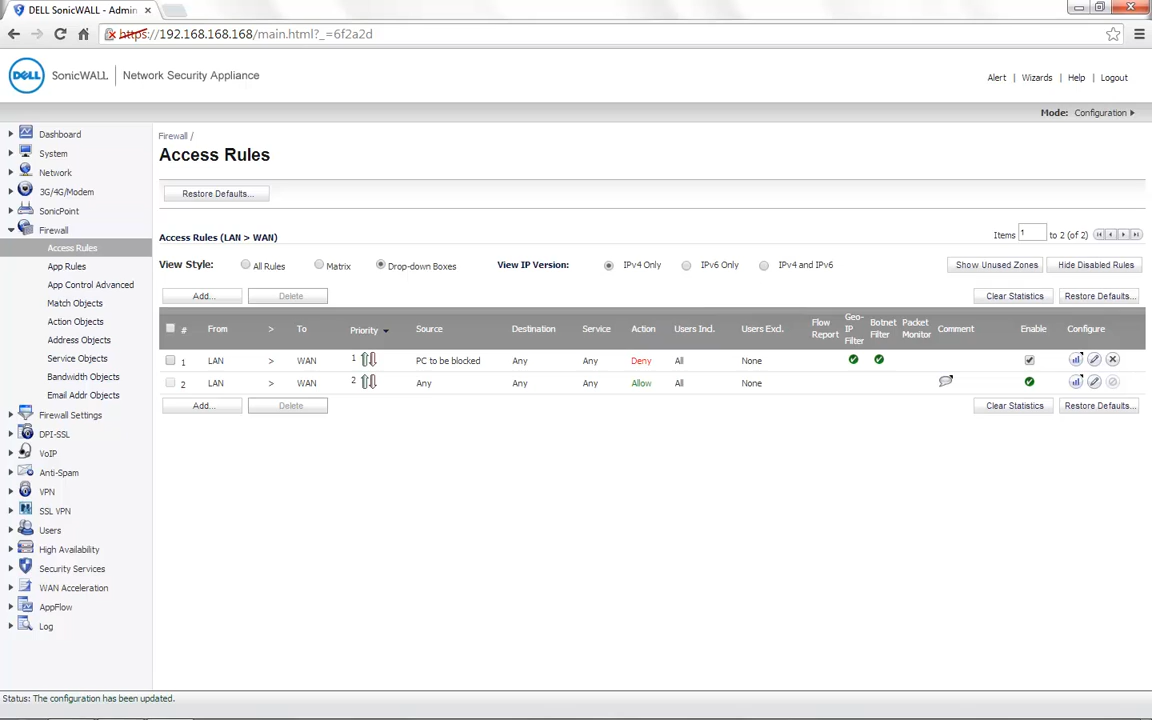 DELL SonicWALL - Admin
https://192.168.168.168/main.html?_=6f2a2d
DELL SonicWALL | Network Security Appliance
Alert | Wizards | Help | Logout
Mode: Configuration
Dashboard
System
Network
3G/4G/Modem
SonicPoint
Firewall
Access Rules
App Rules
App Control Advanced
Match Objects
Action Objects
Address Objects
Service Objects
Bandwidth Objects
Email Addr Objects
Firewall Settings
DPI-SSL
VoIP
Anti-Spam
VPN
SSL VPN
Users
High Availability
Security Services
WAN Acceleration
AppFlow
Log
Firewall /
Access Rules
Restore Defaults...
Access Rules (LAN > WAN)
Items 1 to 2 (of 2)
View Style: All Rules Matrix Drop-down Boxes View IP Version: IPv4 Only IPv6 Only IPv4 and IPv6 Show Unused Zones Hide Disabled Rules
Add... Delete Clear Statistics Restore Defaults...
# From > To Priority Source Destination Service Action Users Incl. Users Excl. Flow Report Geo-IP Filter Botnet Filter Packet Monitor Comment Enable Configure
1 LAN > WAN 1 PC to be blocked Any Any Deny All None
2 LAN > WAN 2 Any Any Any Allow All None
Add... Delete Clear Statistics Restore Defaults...
Status: The configuration has been updated.